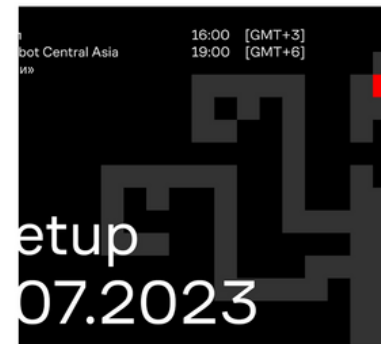 16:00 [GMT+3]
bot Central Asia 19:00 [GMT+6]
и»
etup
07.2023